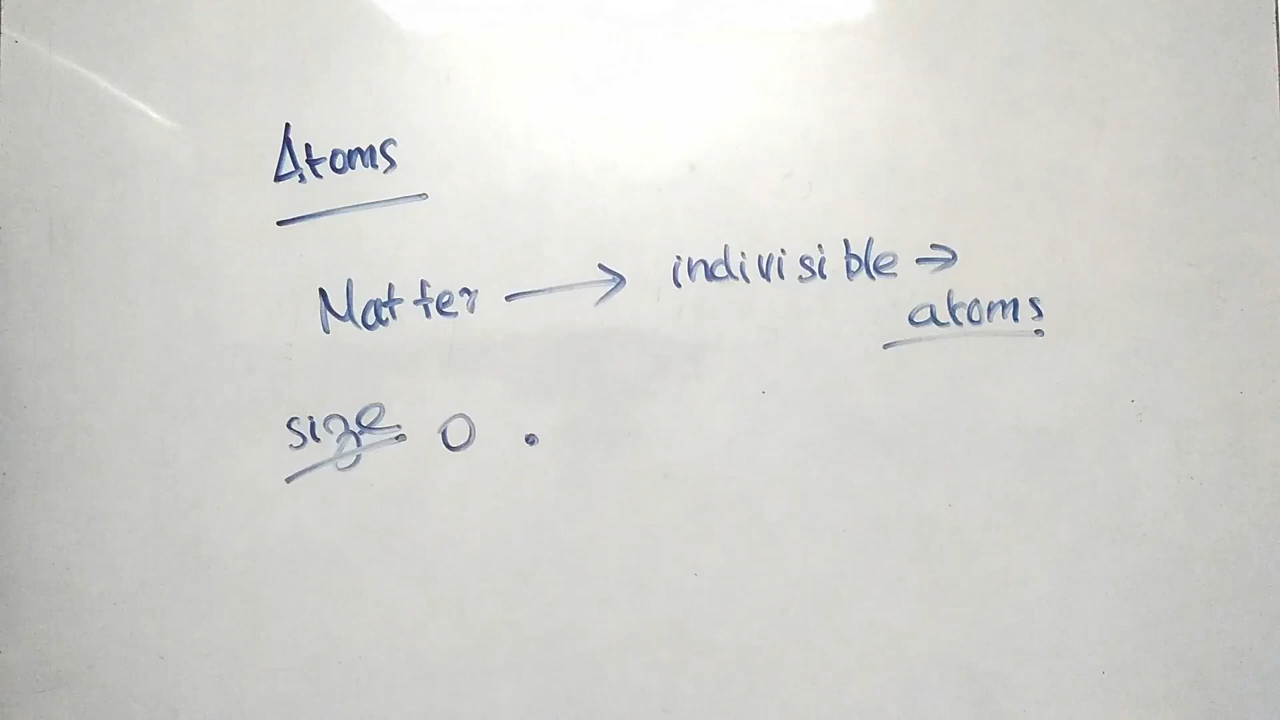 Atoms
Matter → indivisible →
atoms
size